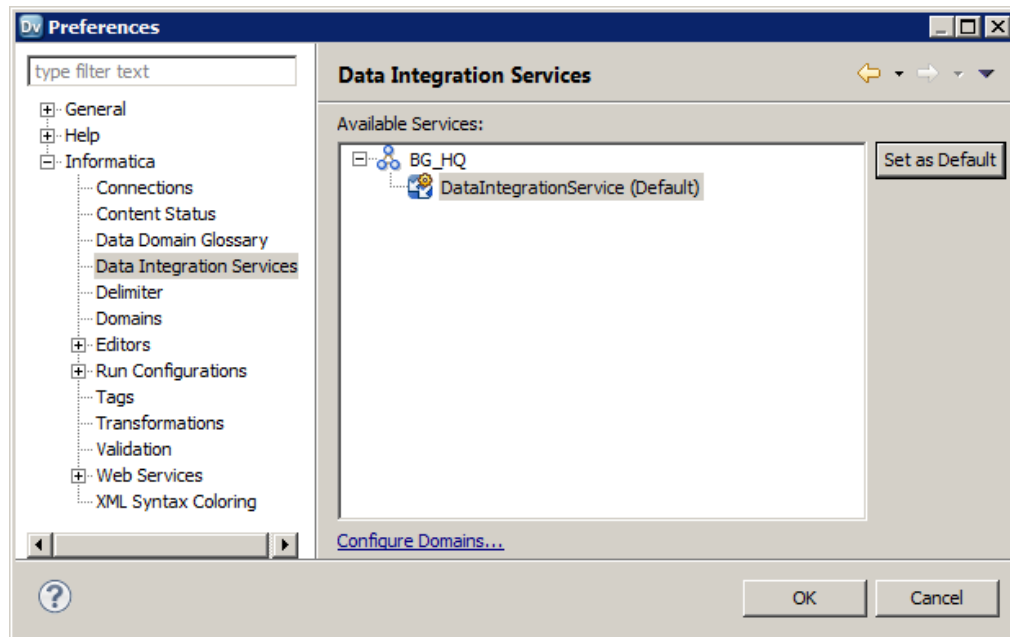 Dv Preferences
type filter text
General
Help
Informatica
Connections
Content Status
Data Domain Glossary
Data Integration Services
Delimiter
Domains
Editors
Run Configurations
Tags
Transformations
Validation
Web Services
XML Syntax Coloring
Data Integration Services
Available Services:
BG_HQ
DataIntegrationService (Default)
Set as Default
Configure Domains...
?
OK
Cancel